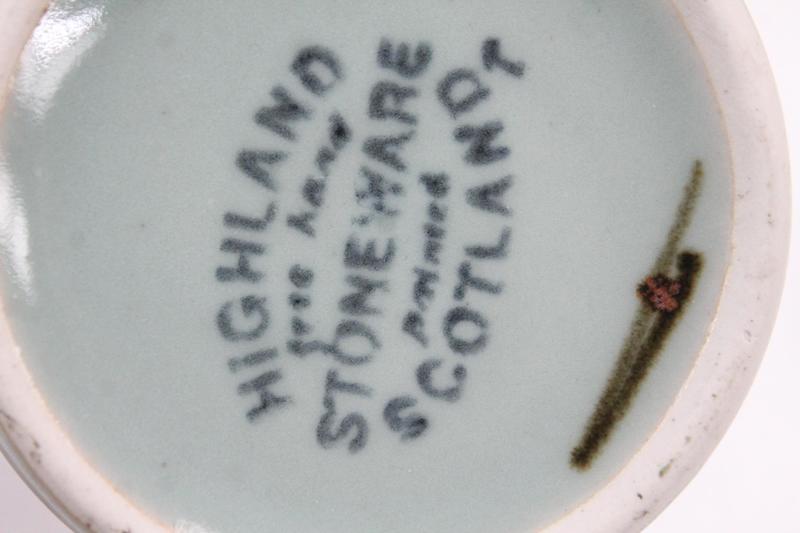 HIGHLAND
free hand
STONEWARE
painted
SCOTLAND